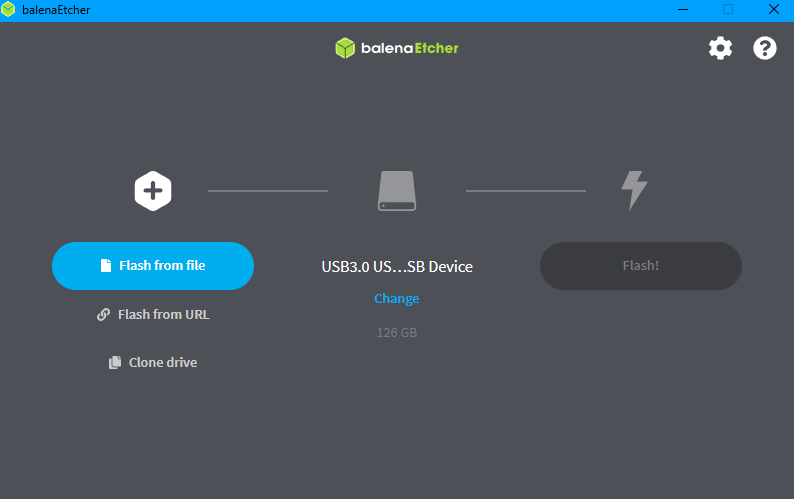 balenaEtcher
balenaEtcher
Flash from file
USB3.0 US...SB Device
Flash!
Change
Flash from URL
126 GB
Clone drive